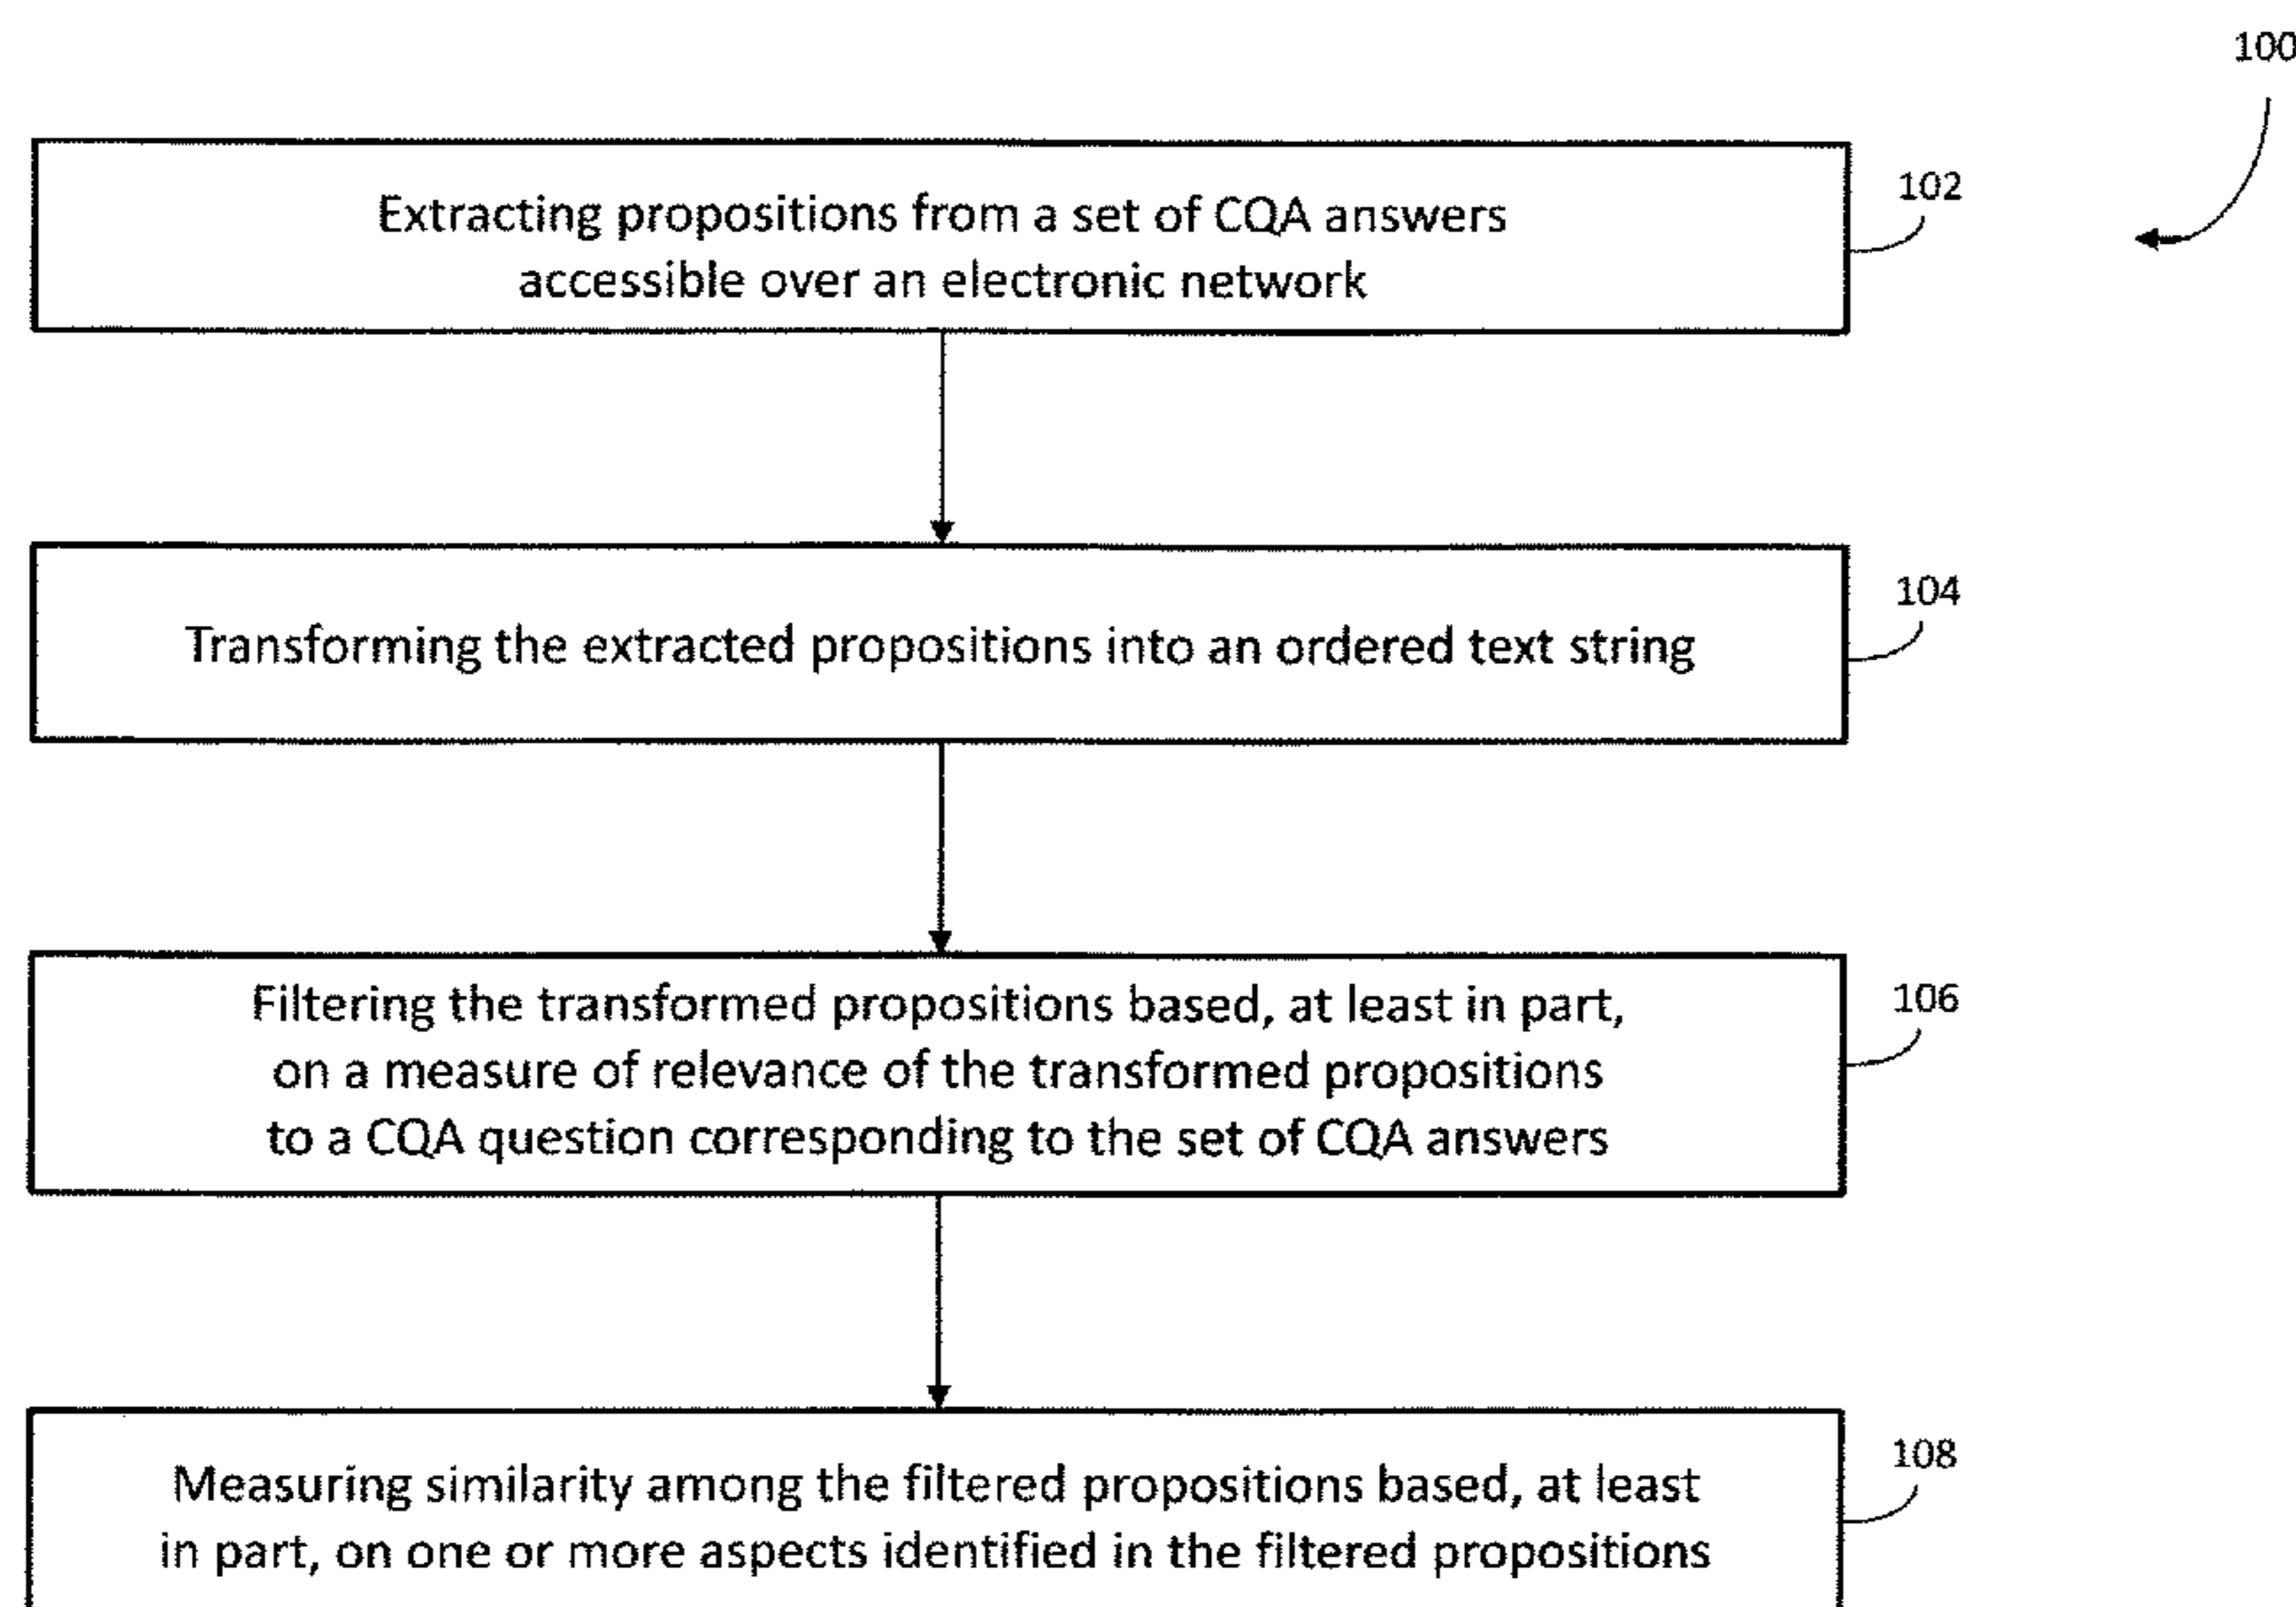 100
Extracting propositions from a set of CQA answers
accessible over an electronic network
102
Transforming the extracted propositions into an ordered text string
104
Filtering the transformed propositions based, at least in part,
on a measure of relevance of the transformed propositions
to a CQA question corresponding to the set of CQA answers
106
Measuring similarity among the filtered propositions based, at least
in part, on one or more aspects identified in the filtered propositions
108